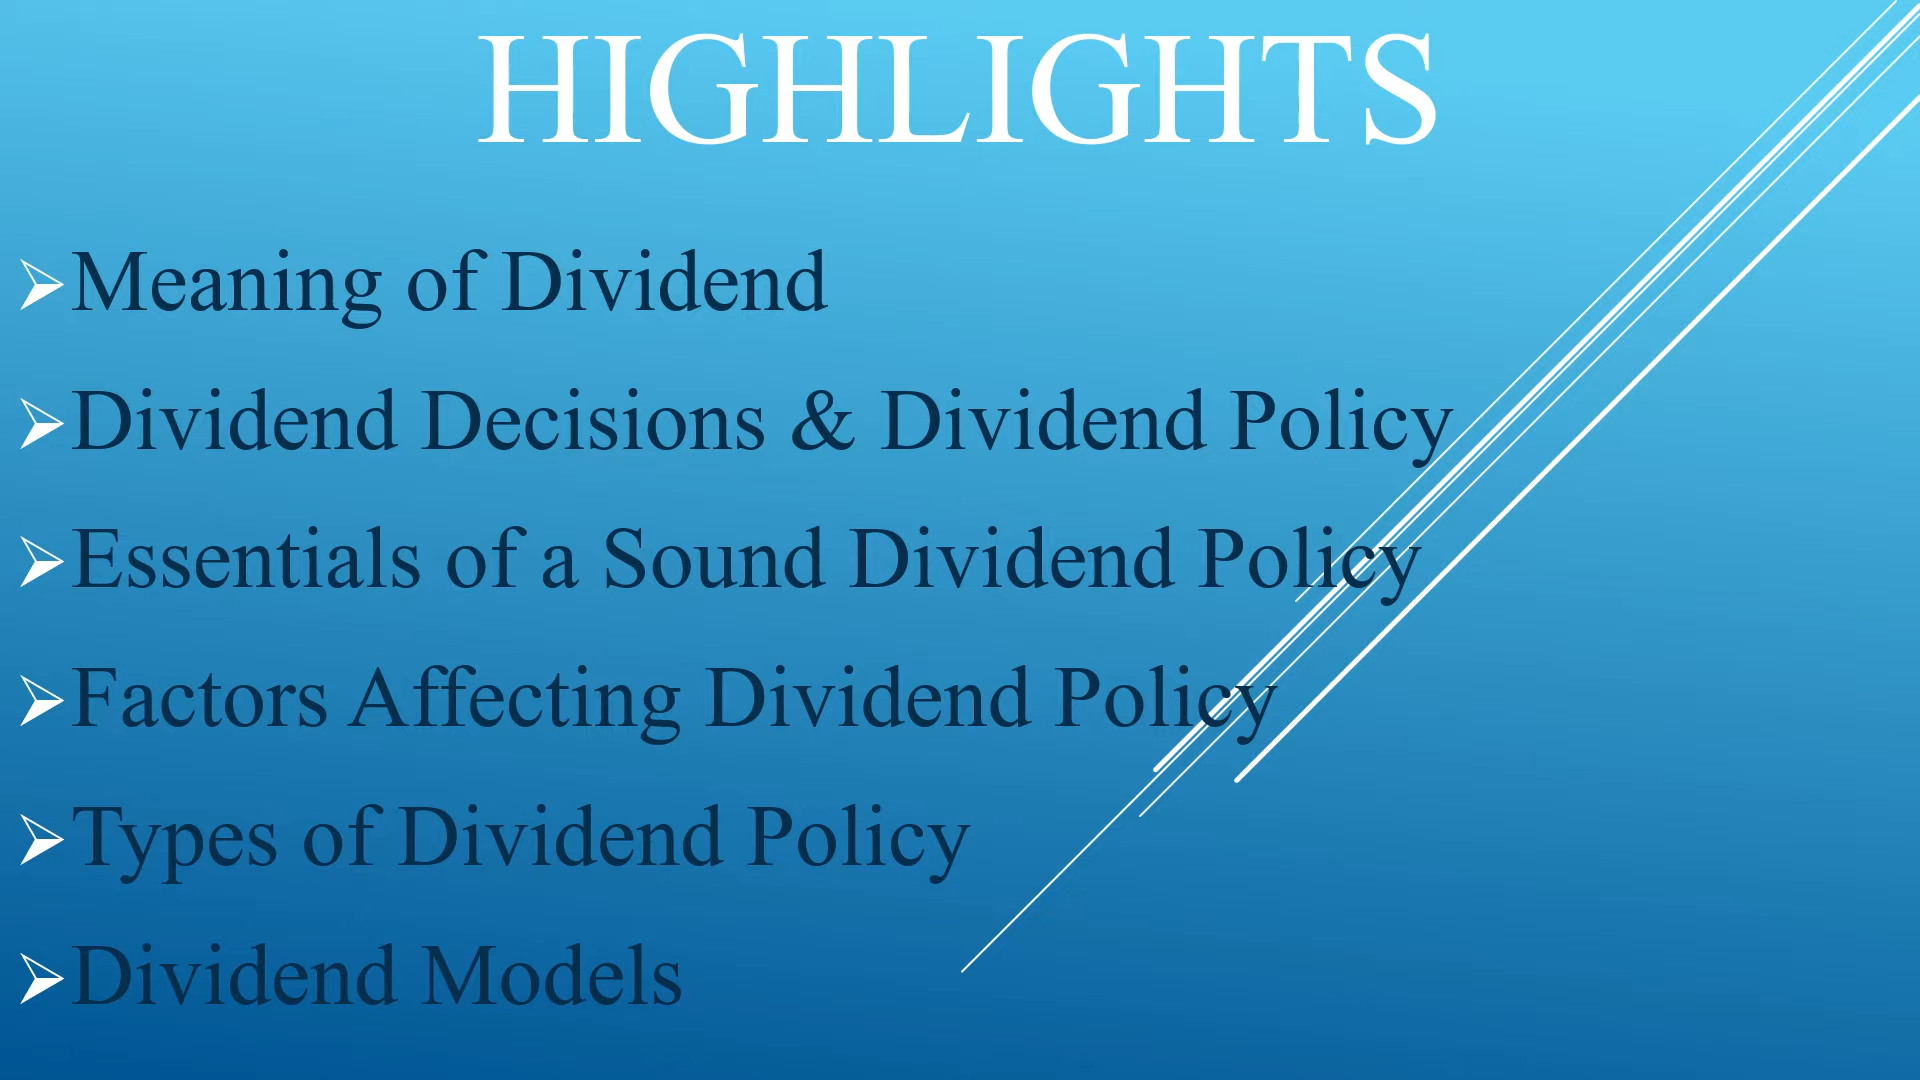 HIGHLIGHTS
Meaning of Dividend
Dividend Decisions & Dividend Policy
Essentials of a Sound Dividend Policy
Factors Affecting Dividend Policy
Types of Dividend Policy
Dividend Models